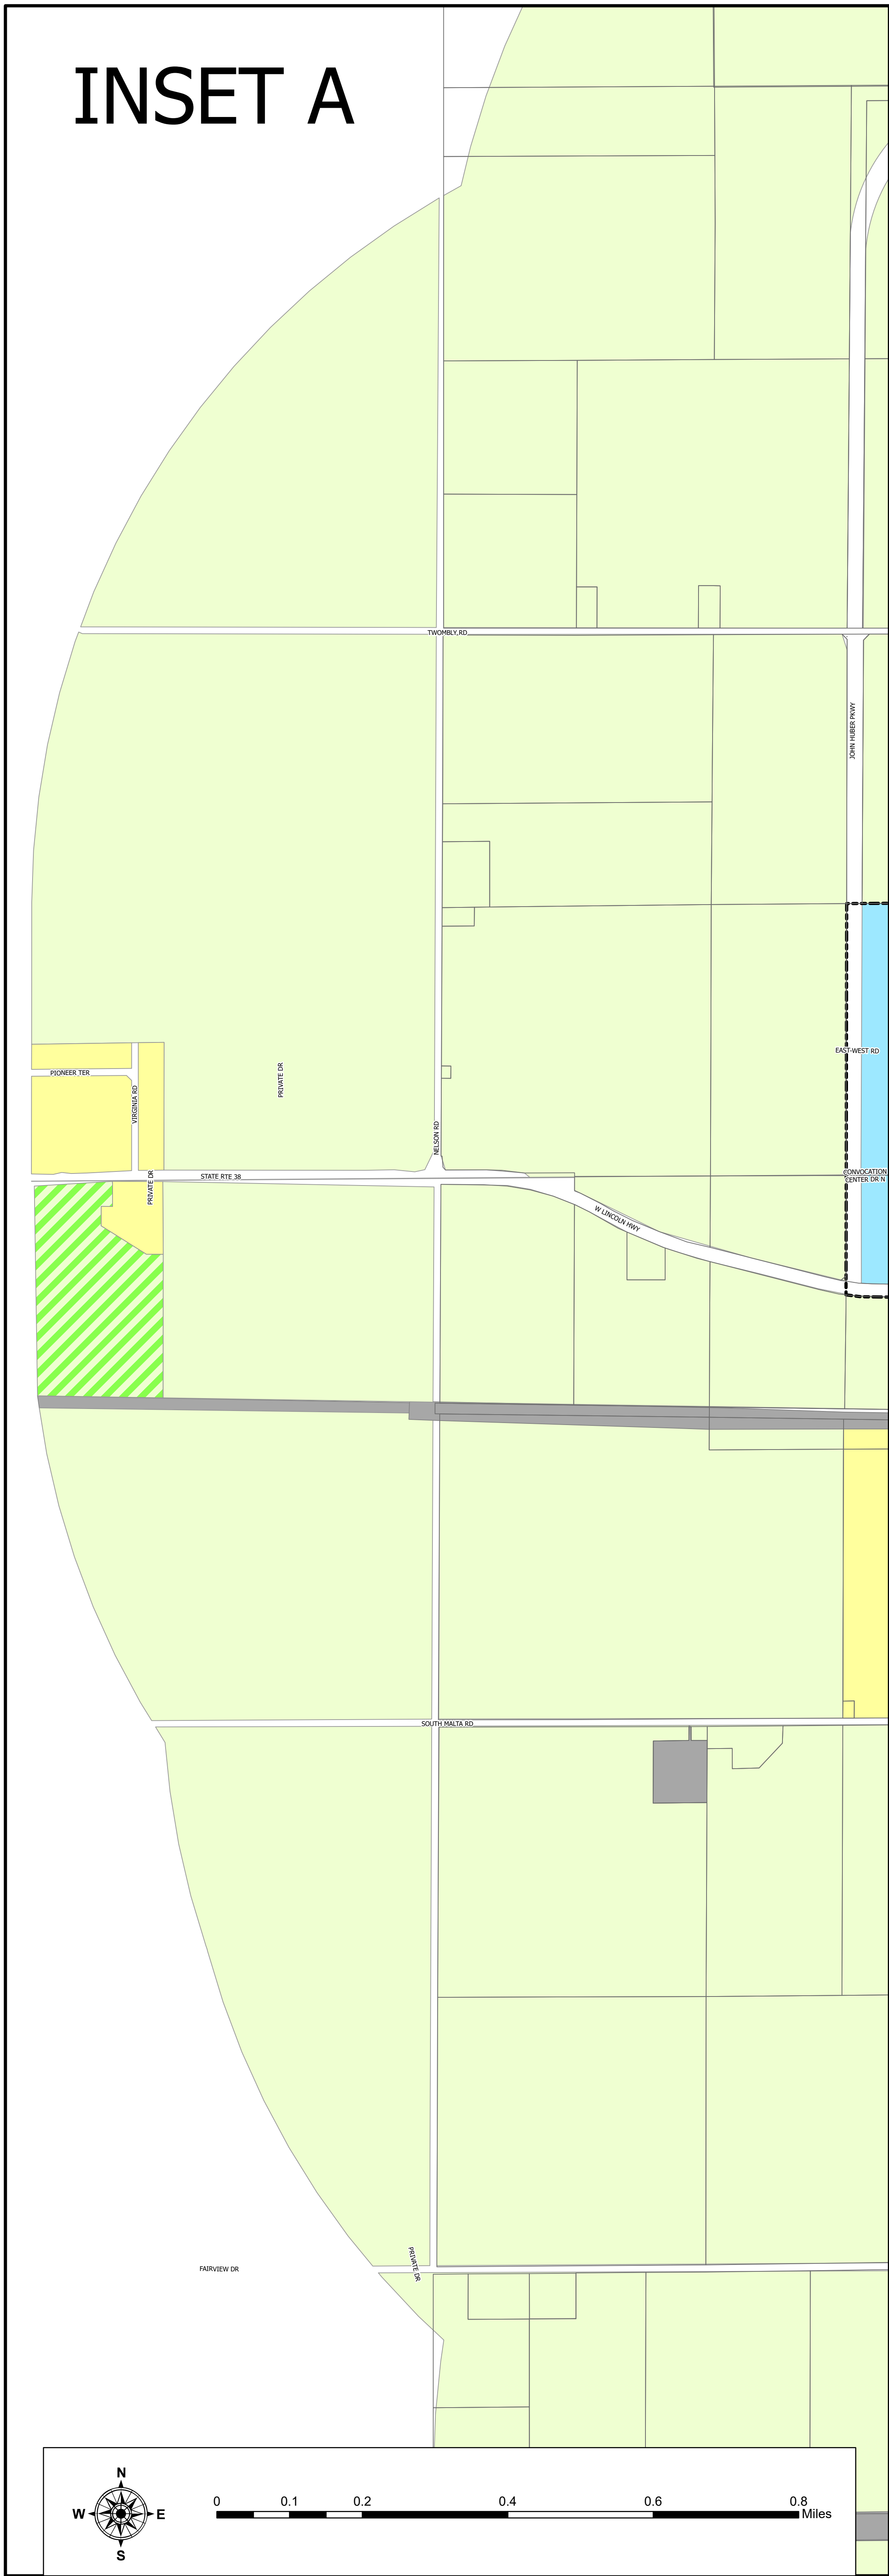 INSET A
TWOMBLY RD
JOHN HUBER PKWY
EAST-WEST RD
PRIVATE DR
PIONEER TER
VIRGINIA RD
NELSON RD
CONVOCATION
CENTER DR N
STATE RTE 38
PRIVATE DR
W LINCOLN HWY
SOUTH MALTA RD
PRIVATE DR
FAIRVIEW DR
N
W E
S
0 0.1 0.2 0.4 0.6 0.8
Miles